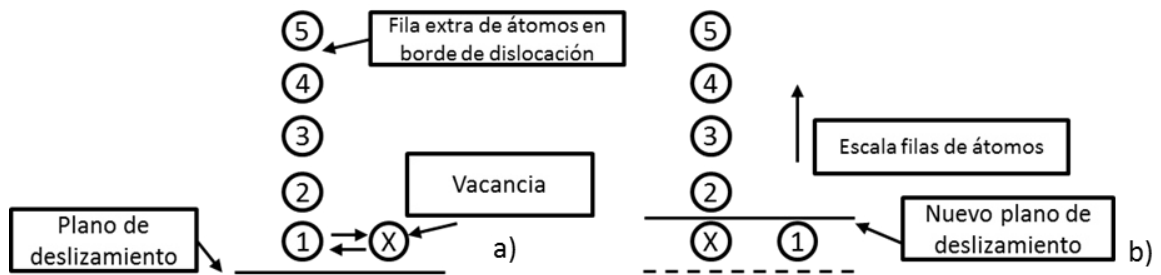 5
Fila extra de átomos en
borde de dislocación
4
3
2
Vacancia
Plano de
deslizamiento
1
X
a)
5
4
3
Escala filas de átomos
2
Nuevo plano de
deslizamiento
X
1
b)